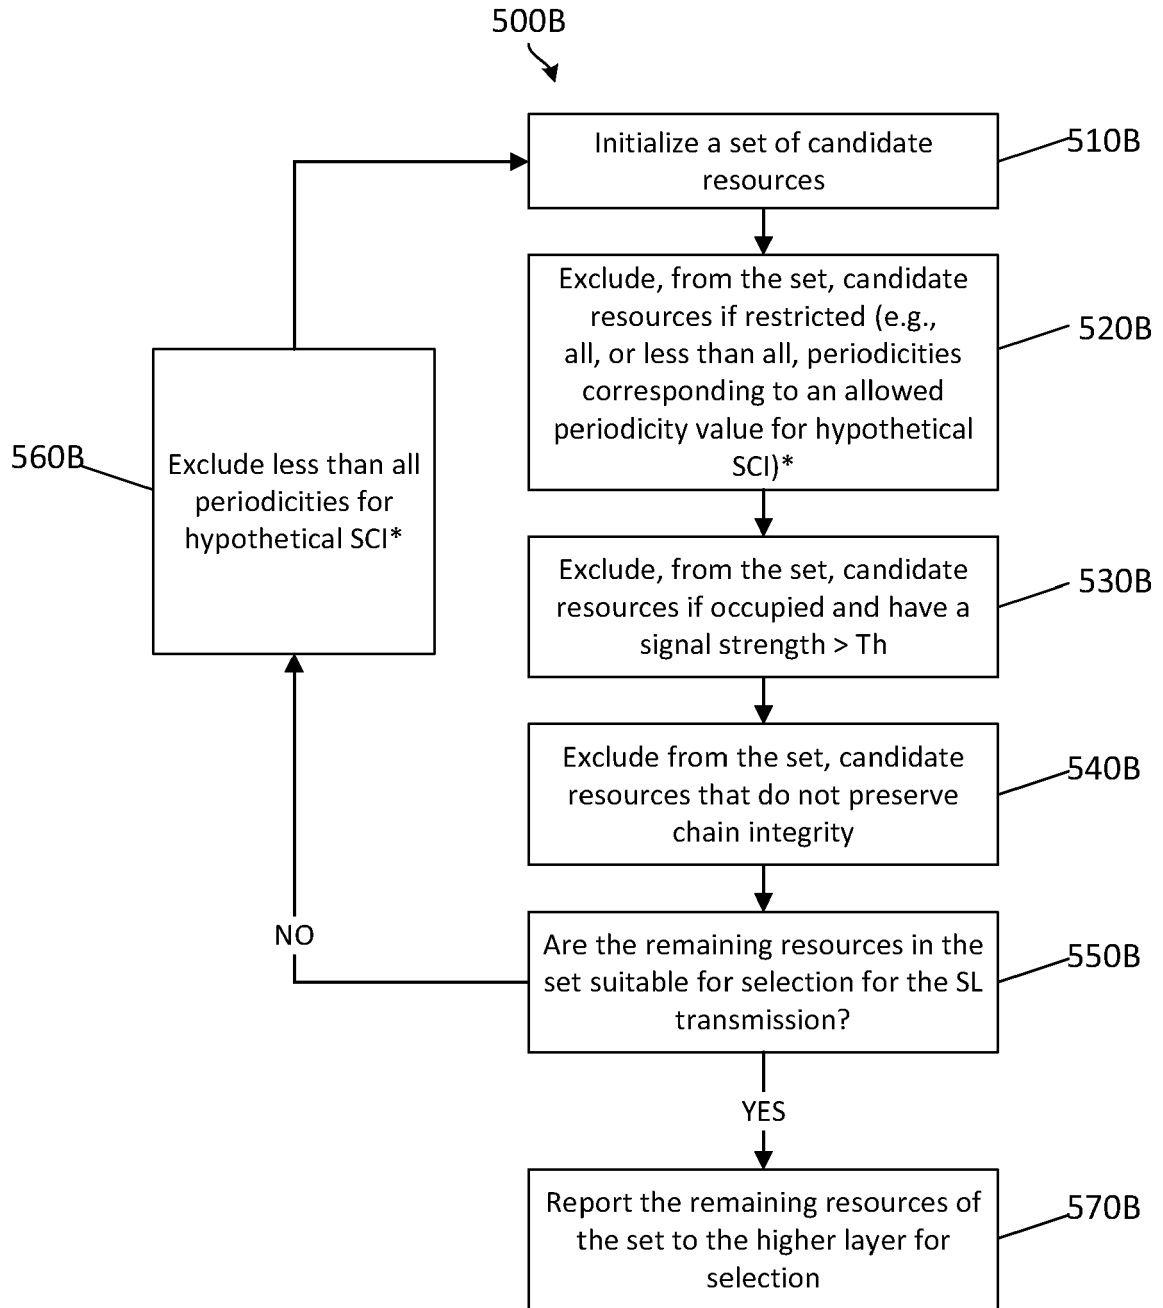 500B
Initialize a set of candidate
resources
510B
Exclude, from the set, candidate
resources if restricted (e.g.,
all, or less than all, periodicities
corresponding to an allowed
periodicity value for hypothetical
SCI)*
520B
560B
Exclude less than all
periodicities for
hypothetical SCI*
Exclude, from the set, candidate
resources if occupied and have a
signal strength > Th
530B
Exclude from the set, candidate
resources that do not preserve
chain integrity
540B
NO
Are the remaining resources in the
set suitable for selection for the SL
transmission?
550B
YES
Report the remaining resources of
the set to the higher layer for
selection
570B